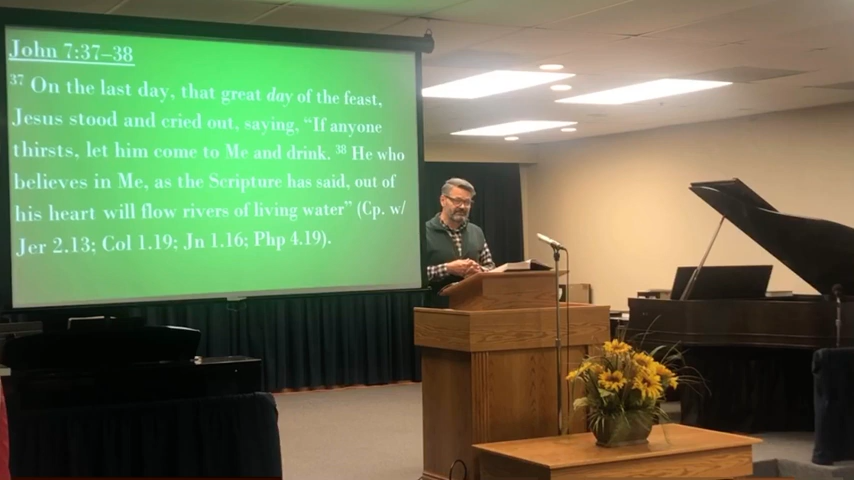 John 7:37–38
37 On the last day, that great day of the feast,
Jesus stood and cried out, saying, “If anyone
thirsts, let him come to Me and drink. 38 He who
believes in Me, as the Scripture has said, out of
his heart will flow rivers of living water” (Cp. w/
Jer 2.13; Col 1.19; Jn 1.16; Php 4.19).